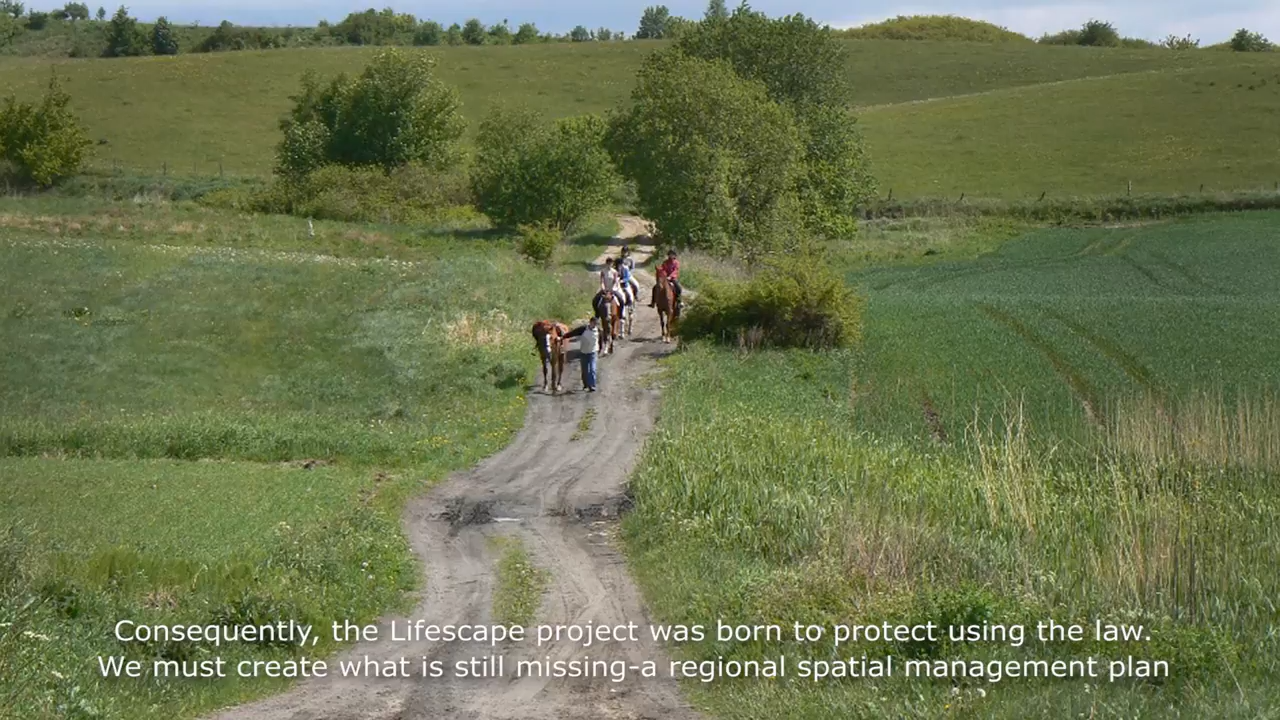 Consequently, the Lifescape project was born to protect using the law.
We must create what is still missing-a regional spatial management plan